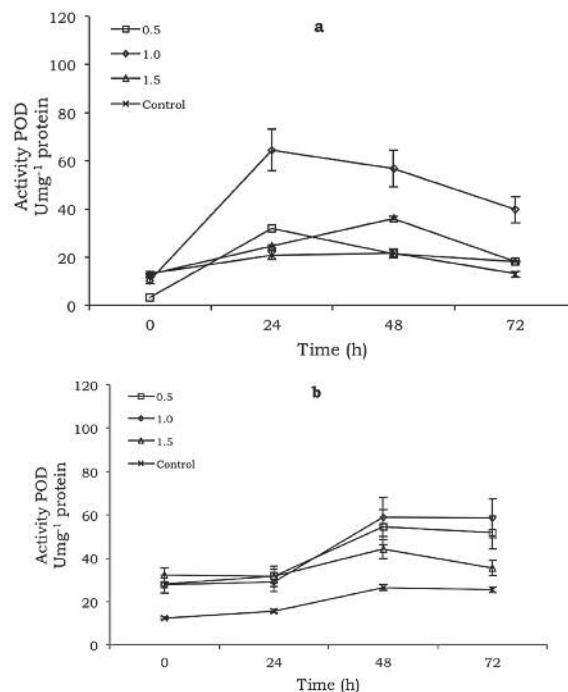 a
120
100
80
60
40
20
0
0.5
1.0
1.5
Control
Activity POD
Umg⁻¹ protein
0 24 48 72
Time (h)
b
120
100
80
60
40
20
0
0.5
1.0
1.5
Control
Activity POD
Umg⁻¹ protein
0 24 48 72
Time (h)